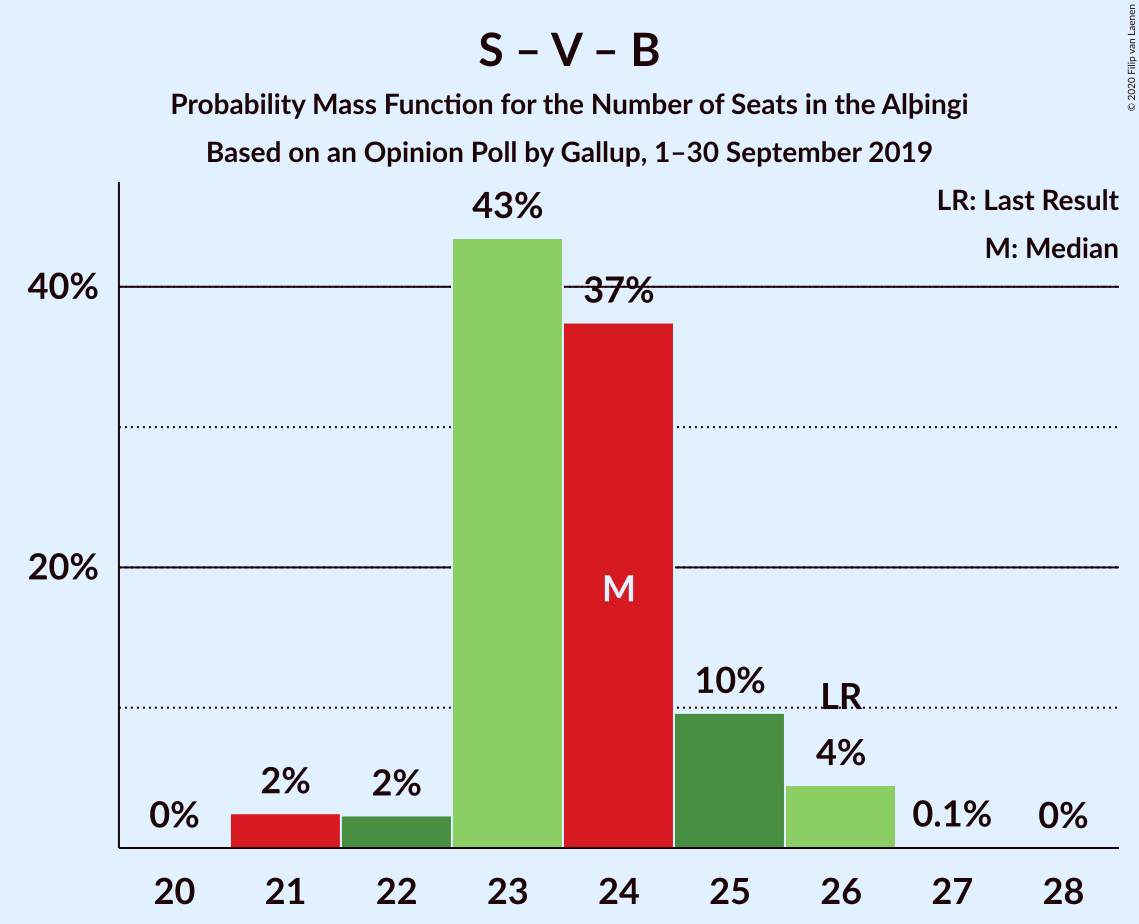 S – V – B
Probability Mass Function for the Number of Seats in the Alþingi
Based on an Opinion Poll by Gallup, 1–30 September 2019
© 2020 Filip van Laenen
LR: Last Result
M: Median
43%
40%
37%
20%
M
10%
LR
4%
2%
2%
0%
0.1%
0%
20 21 22 23 24 25 26 27 28